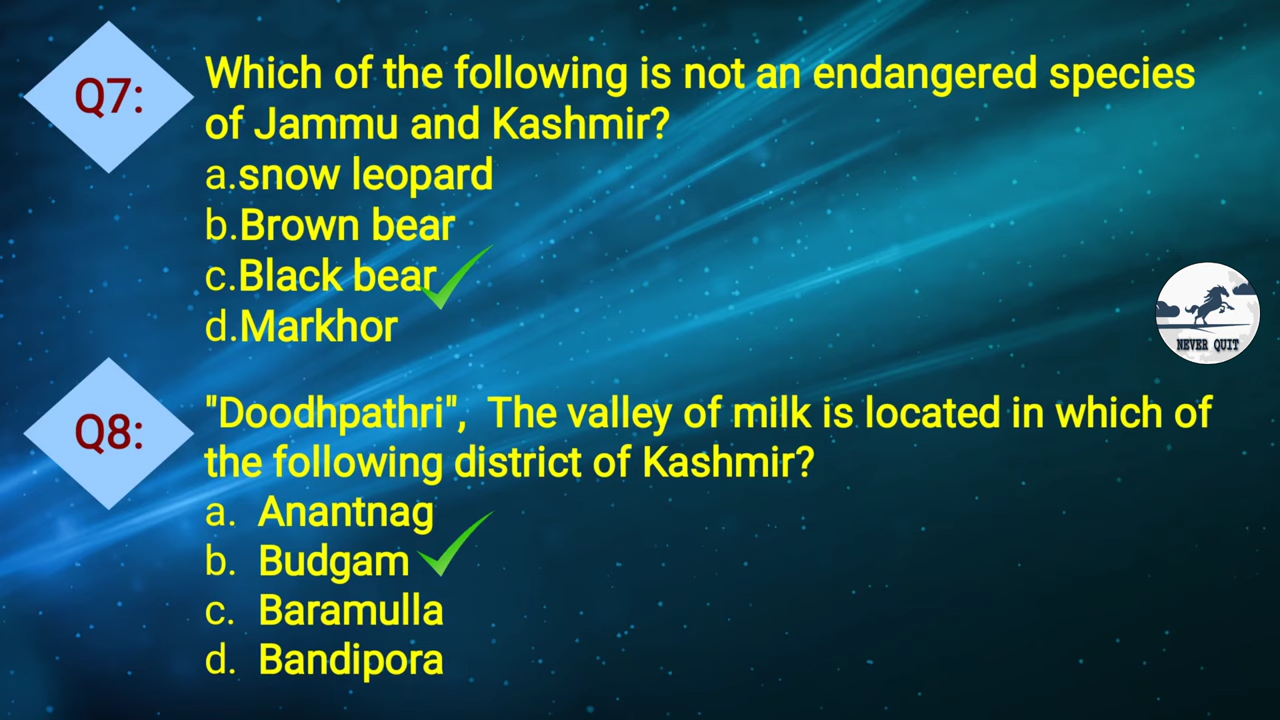 Q7:
Which of the following is not an endangered species
of Jammu and Kashmir?
a.snow leopard
b.Brown bear
c.Black bear
d.Markhor
NEVER QUIT
Q8:
"Doodhpathri", The valley of milk is located in which of
the following district of Kashmir?
a. Anantnag
b. Budgam
c. Baramulla
d. Bandipora